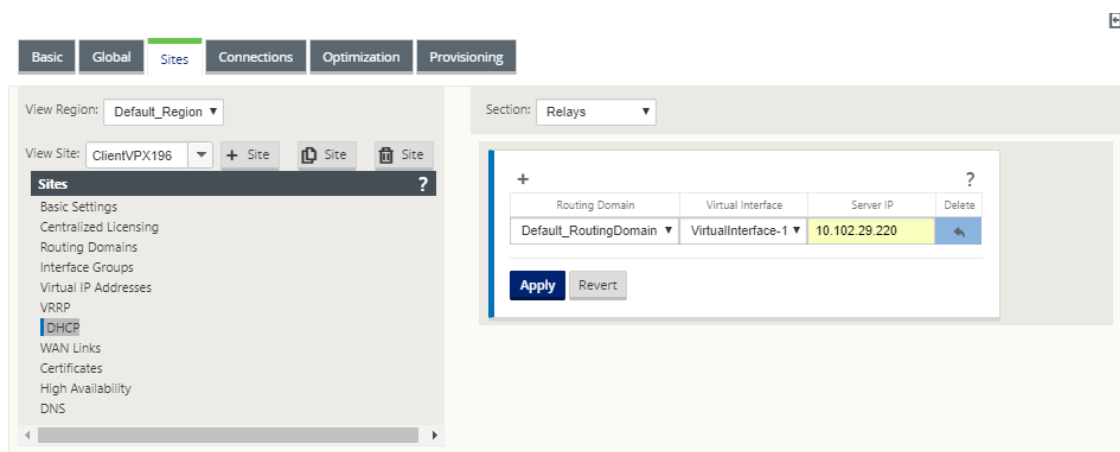 Basic Global Sites Connections Optimization Provisioning
View Region: Default_Region
Section: Relays
View Site: ClientVPX196 + Site Site Site
Sites ?
Basic Settings
Centralized Licensing
Routing Domains
Interface Groups
Virtual IP Addresses
VRRP
DHCP
WAN Links
Certificates
High Availability
DNS
+ ?
Routing Domain Virtual Interface Server IP Delete
Default_RoutingDomain VirtualInterface-1 10.102.29.220
Apply Revert